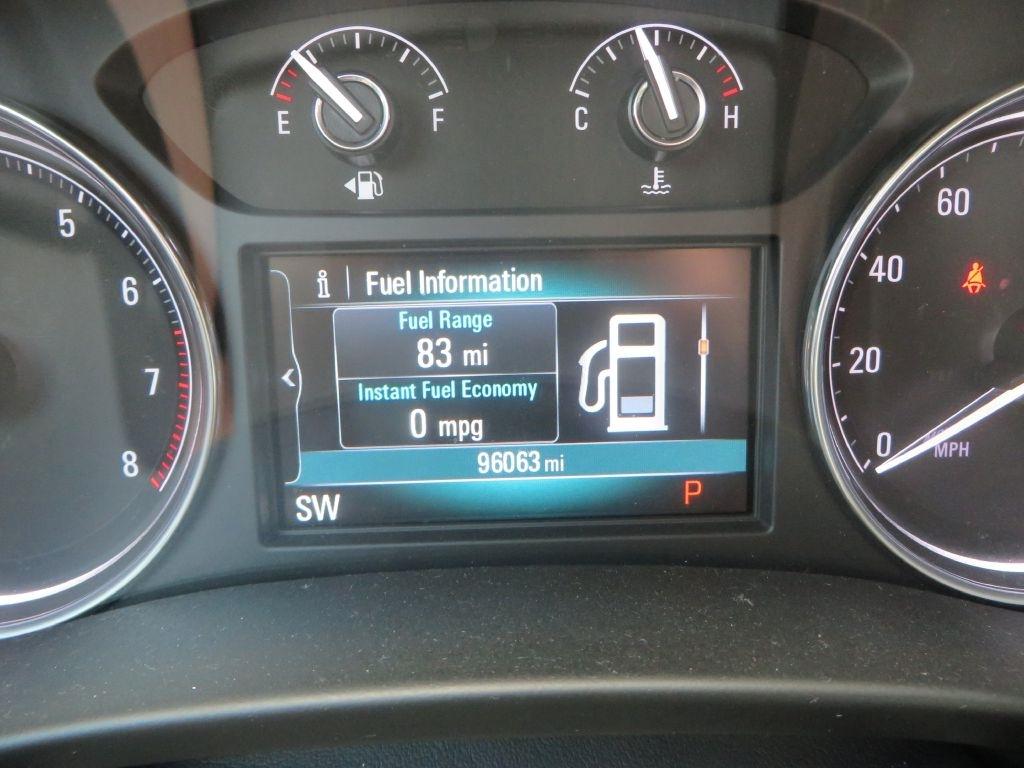 E F
C H
5
6
7
8
i Fuel Information
Fuel Range
83 mi
Instant Fuel Economy
0 mpg
96063 mi
SW P
60
40
20
0
MPH